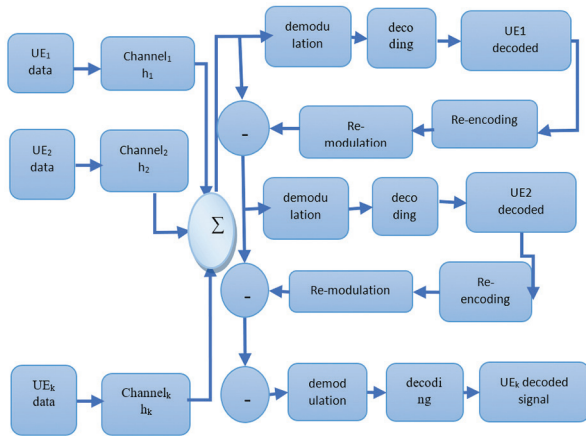 UE1
data
Channel1
h1
demodu
lation
deco
ding
UE1
decoded
-
Re-
modulation
Re-encoding
UE2
data
Channel2
h2
Σ
demodu
lation
deco
ding
UE2
decoded
-
Re-modulation
Re-
encoding
UEk
data
Channelk
hk
-
demod
ulation
decodi
ng
UEk decoded
signal